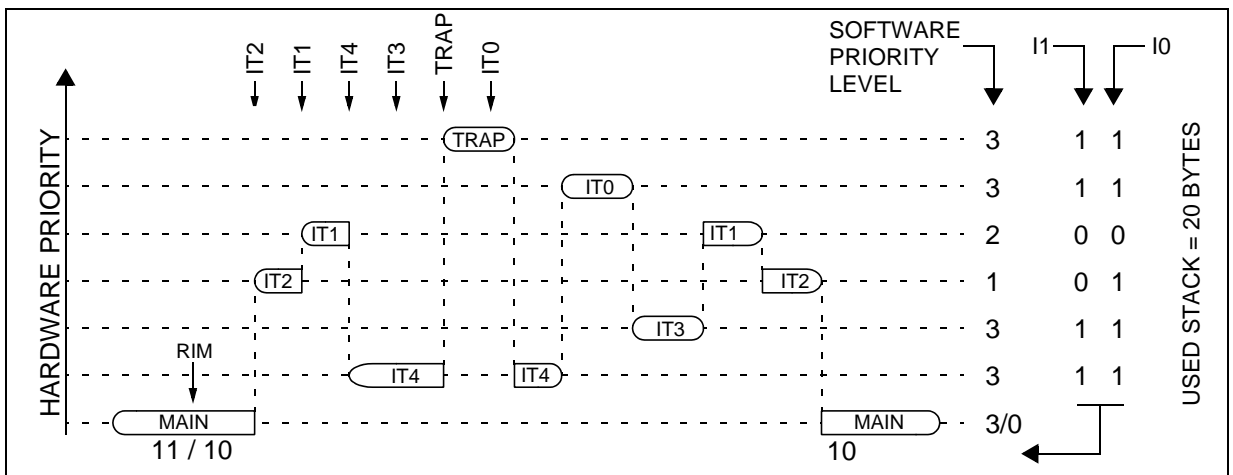 IT2
IT1
IT4
IT3
TRAP
IT0
SOFTWARE
PRIORITY
LEVEL
I1
I0
HARDWARE PRIORITY
TRAP
3
1 1
IT0
3
1 1
IT1
IT1
2
0 0
IT2
IT2
1
0 1
IT3
3
1 1
RIM
IT4
IT4
3
1 1
MAIN
MAIN
3/0
11 / 10
10
USED STACK = 20 BYTES